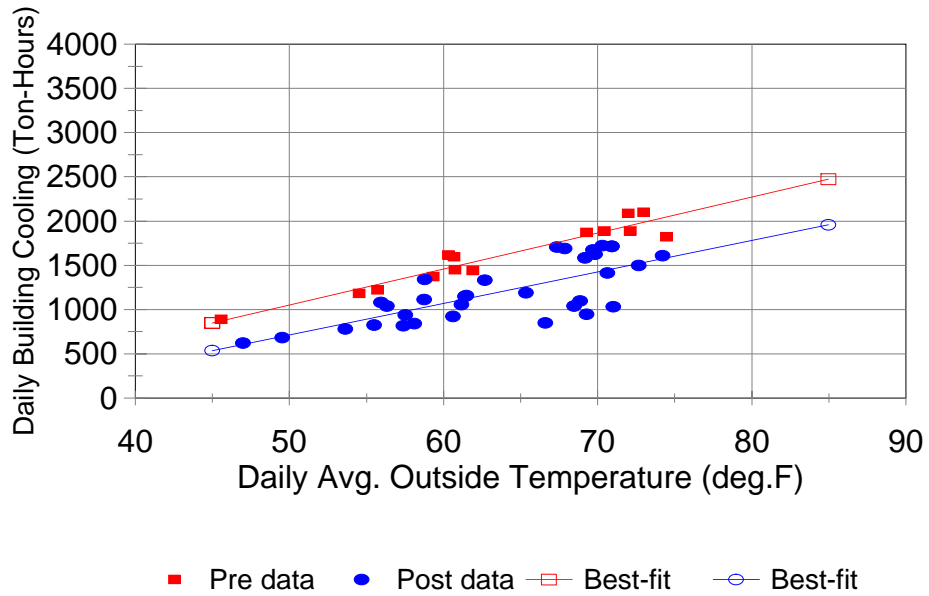 Daily Building Cooling (Ton-Hours)
4000
3500
3000
2500
2000
1500
1000
500
0
40 50 60 70 80 90
Daily Avg. Outside Temperature (deg.F)
Pre data Post data Best-fit Best-fit